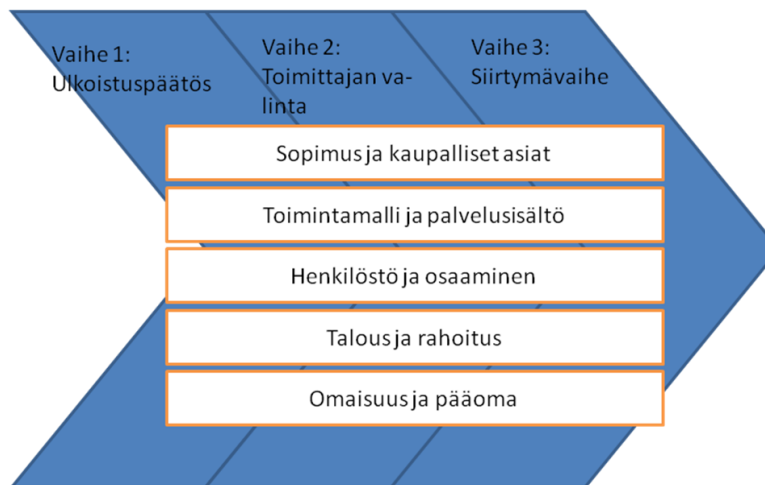 Vaihe 1:
Ulkoistuspäätös
Vaihe 2:
Toimittajan va-
linta
Vaihe 3:
Siirtymävaihe
Sopimus ja kaupalliset asiat
Toimintamalli ja palvelusisältö
Henkilöstö ja osaaminen
Talous ja rahoitus
Omaisuus ja pääoma